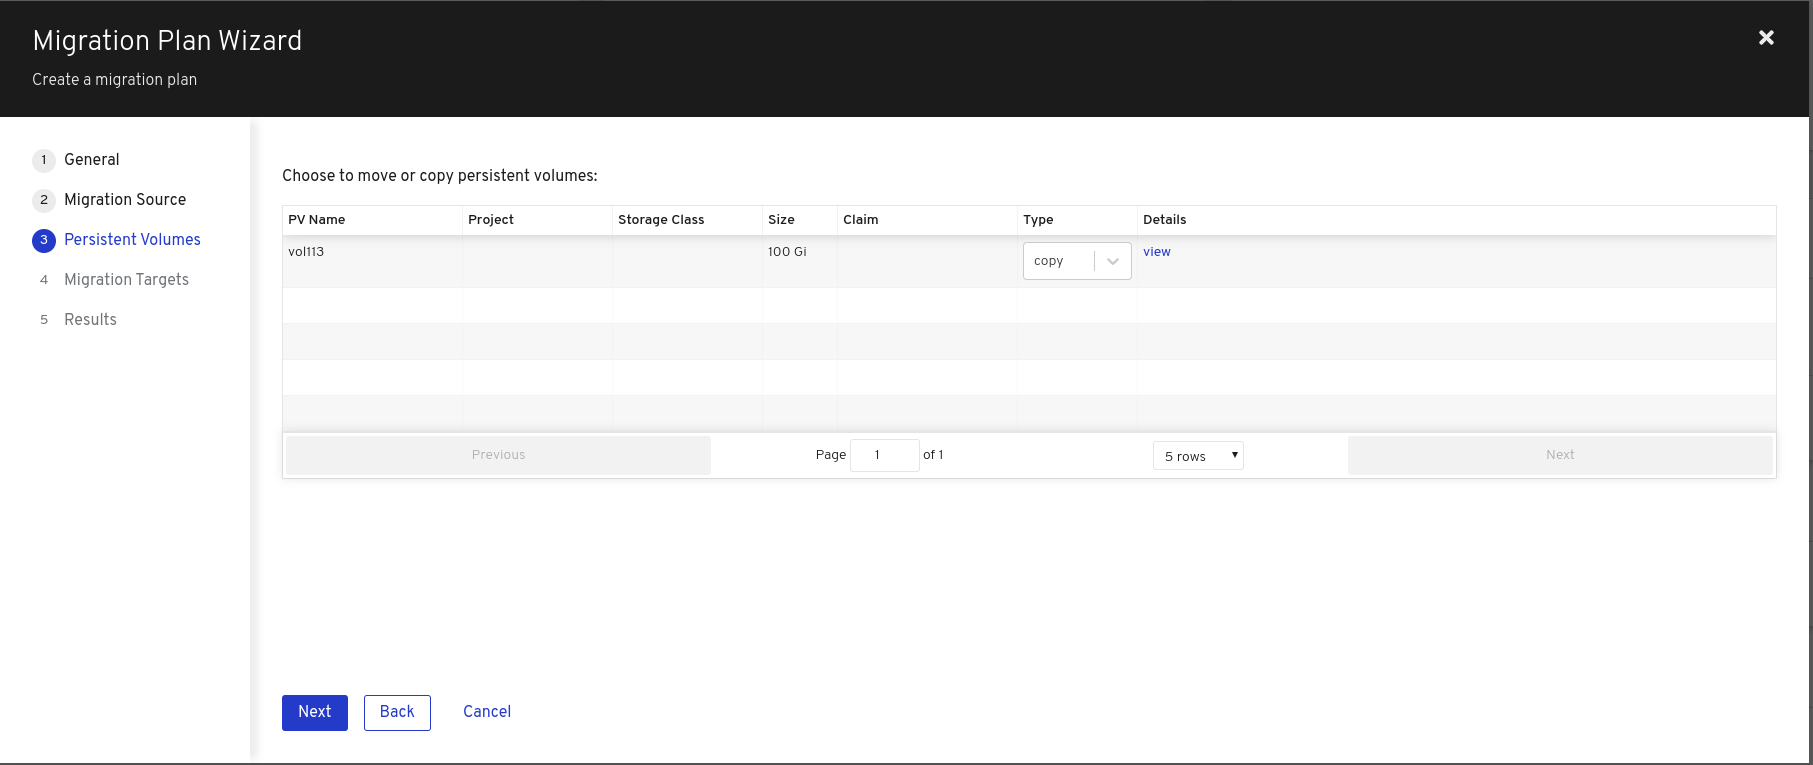 Migration Plan Wizard
Create a migration plan
1 General
2 Migration Source
3 Persistent Volumes
4 Migration Targets
5 Results
Choose to move or copy persistent volumes:
PV Name Project Storage Class Size Claim Type Details
vol113 100 Gi copy view
Previous Page 1 of 1 5 rows Next
Next Back Cancel